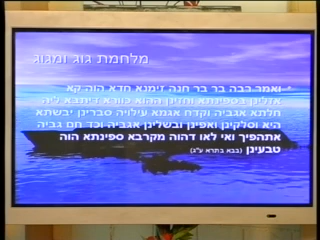 מלחמת גוג ומגוג
"ואמר רבה בר בר חנה זימנא חדא הוה קא
אזלינן בספינתא וחזינן ההוא כוורא דיתבא ליה
חלתא אגביה וקדח אגמא עילויה סברינן יבשתא
היא וסלקינן ואפינן ובשלינן אגביה וכד חם גביה
אתהפיך ואי לאו דהוה מקרבא ספינתא הוה
טבעינן (בבא בתרא ע"ג)